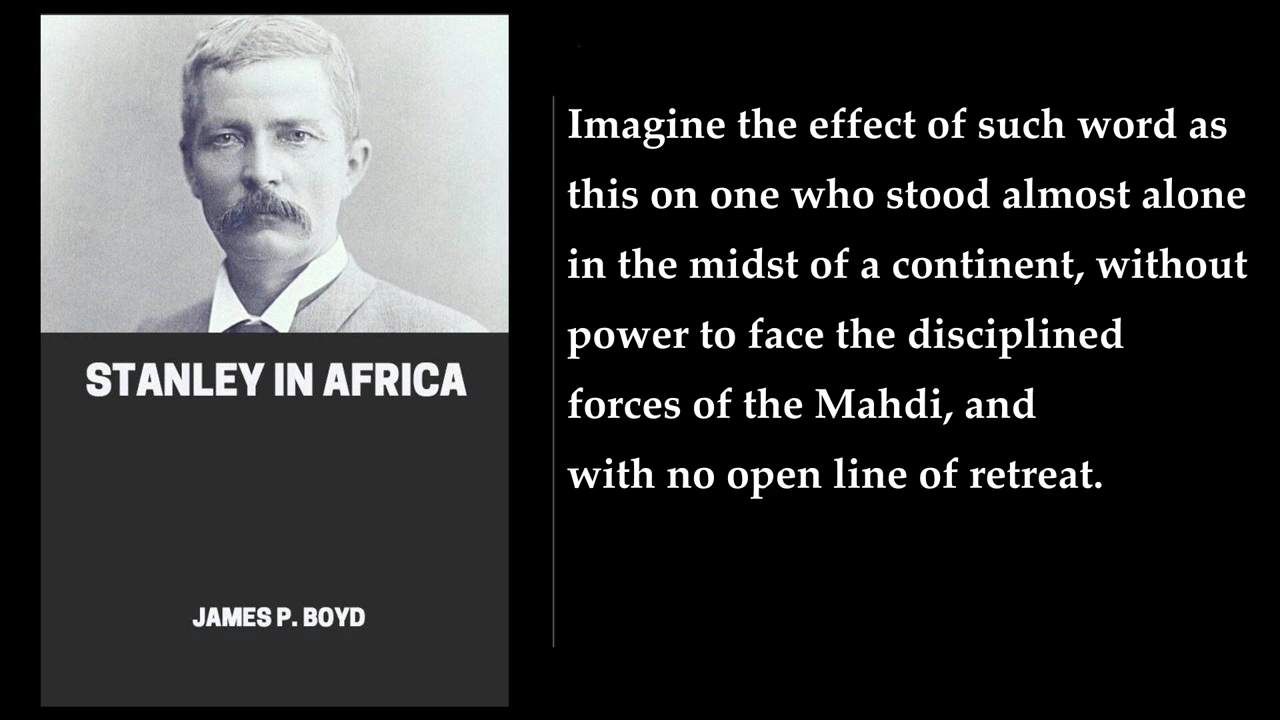 STANLEY IN AFRICA
JAMES P. BOYD
Imagine the effect of such word as
this on one who stood almost alone
in the midst of a continent, without
power to face the disciplined
forces of the Mahdi, and
with no open line of retreat.